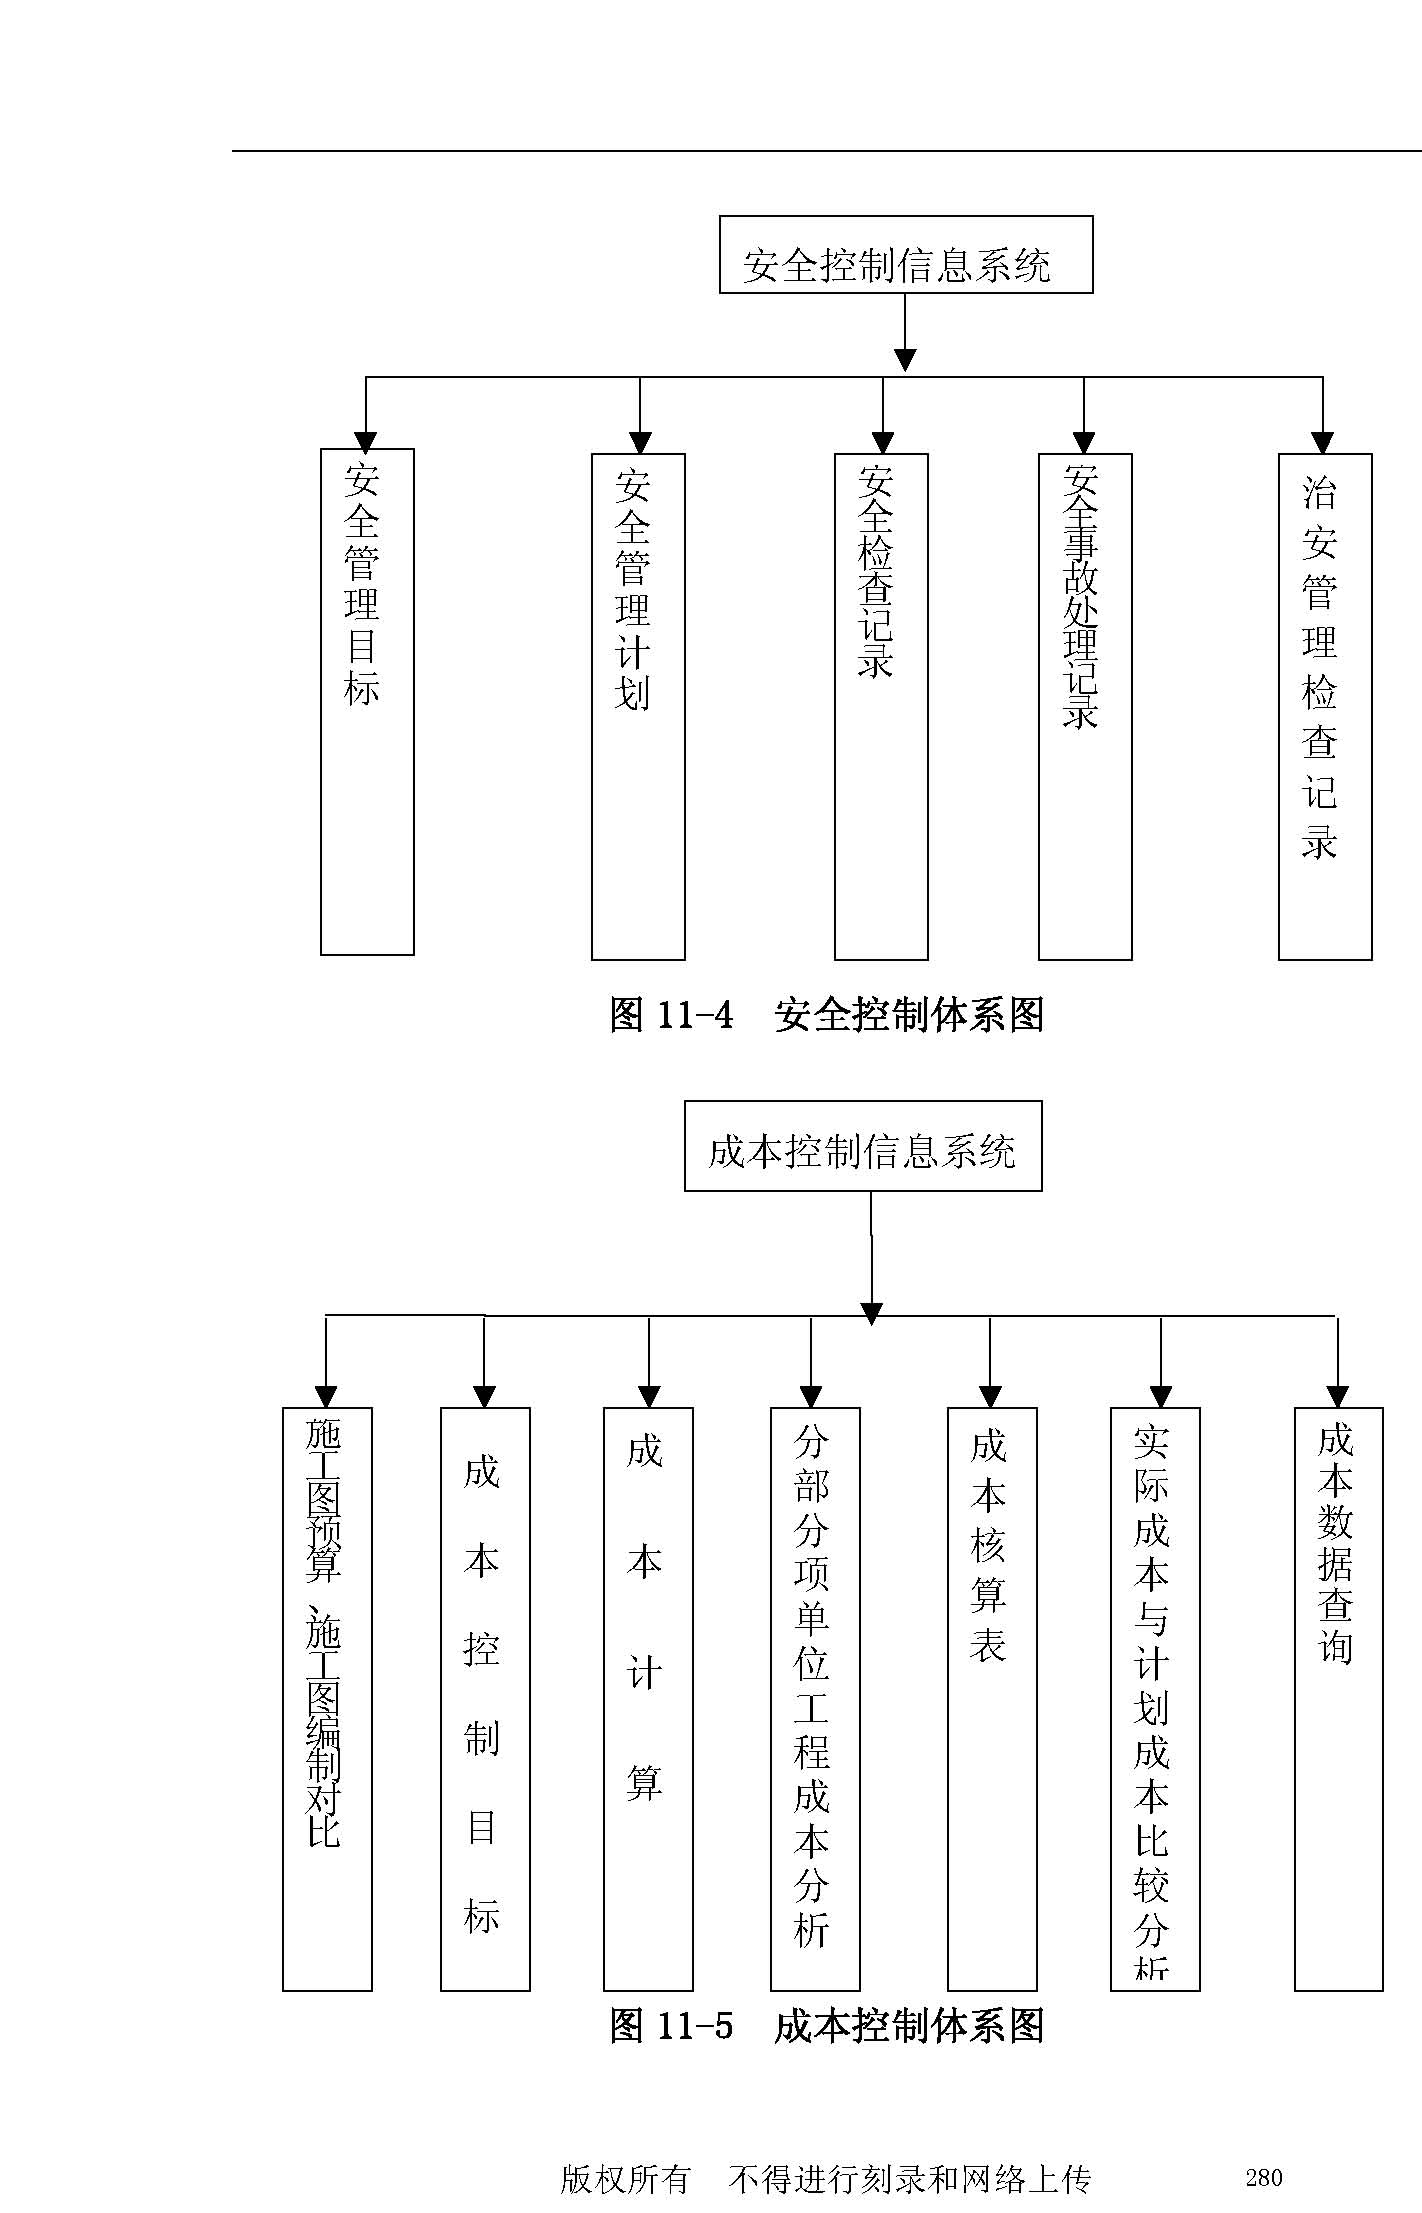 安全控制信息系统
安全管理目标
安全管理计划
安全检查记录
安全事故处理记录
治安管理检查记录
图 11-4　安全控制体系图
成本控制信息系统
施工图预算、施工图编制对比
成本控制目标
成本计算
分部分项单位工程成本分析
成本核算表
实际成本与计划成本比较分析
成本数据查询
图 11-5　成本控制体系图
版权所有　不得进行刻录和网络上传　280